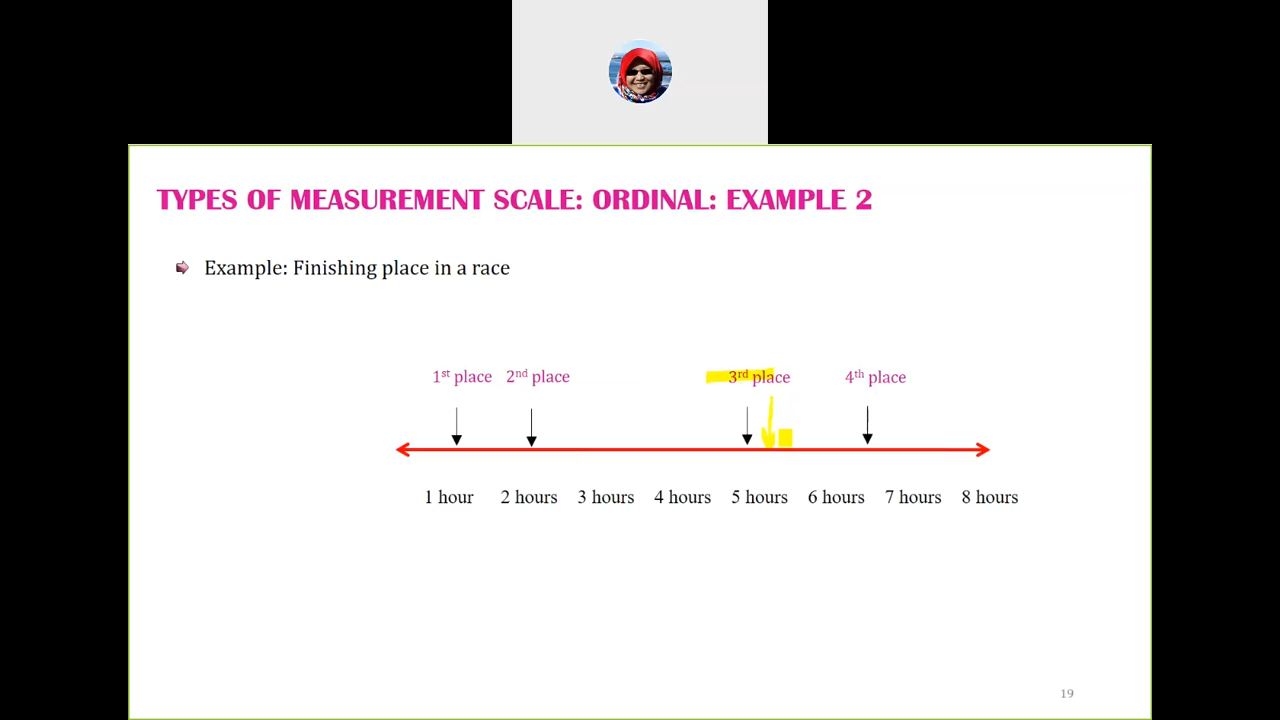 TYPES OF MEASUREMENT SCALE: ORDINAL: EXAMPLE 2
Example: Finishing place in a race
1st place 2nd place 3rd place 4th place
1 hour 2 hours 3 hours 4 hours 5 hours 6 hours 7 hours 8 hours
19